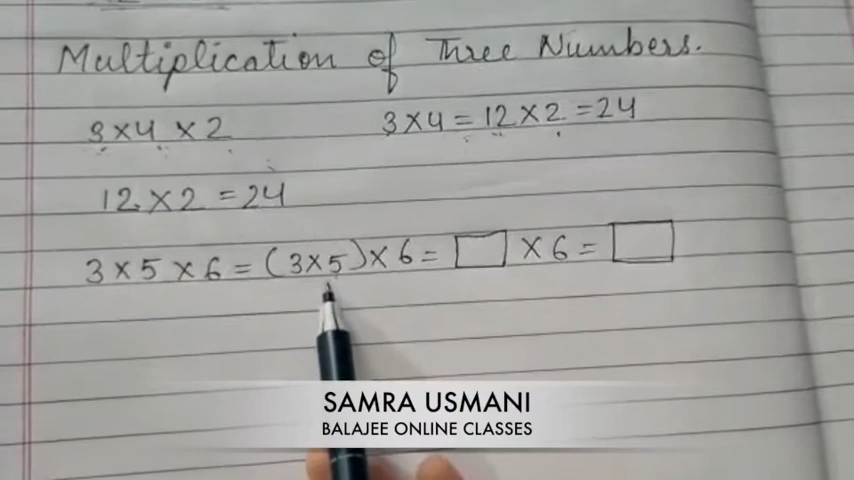 Multiplication of Three Numbers.
3×4 ×2 3×4 = 12×2 = 24
12×2 = 24
3×5×6 = (3×5)×6 = □ ×6 = □
SAMRA USMANI
BALAJEE ONLINE CLASSES